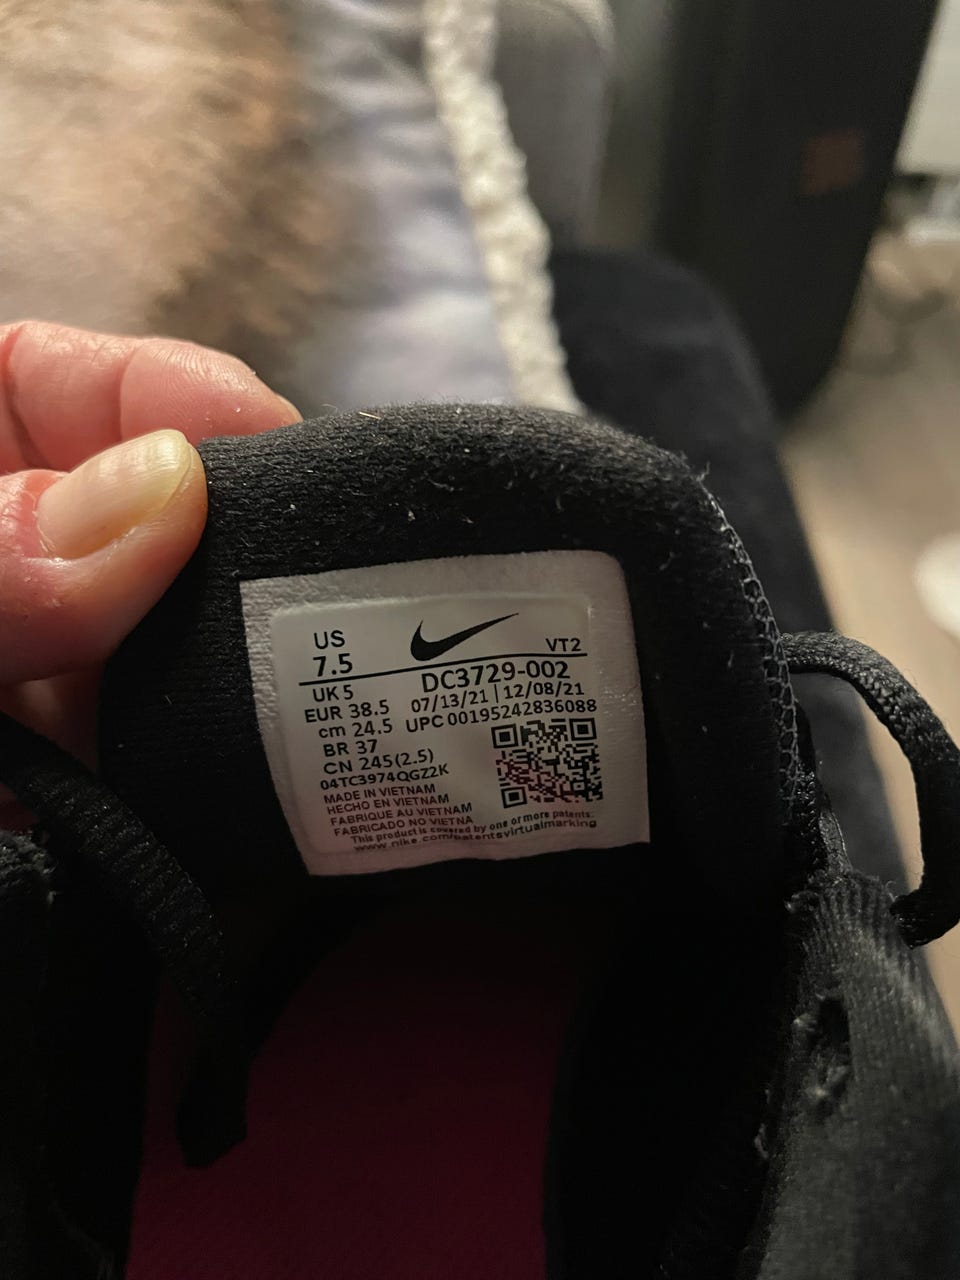 US
7.5
VT2
UK 5
DC3729-002
EUR 38.5
07/13/21 | 12/08/21
cm 24.5
UPC 00195242836088
BR 37
CN 245(2.5)
04TC3974QGZ2K
MADE IN VIETNAM
HECHO EN VIETNAM
FABRIQUE AU VIETNAM
FABRICADO NO VIETNA
This product is covered by one or more patents:
www.nike.com/patentsvirtualmarking